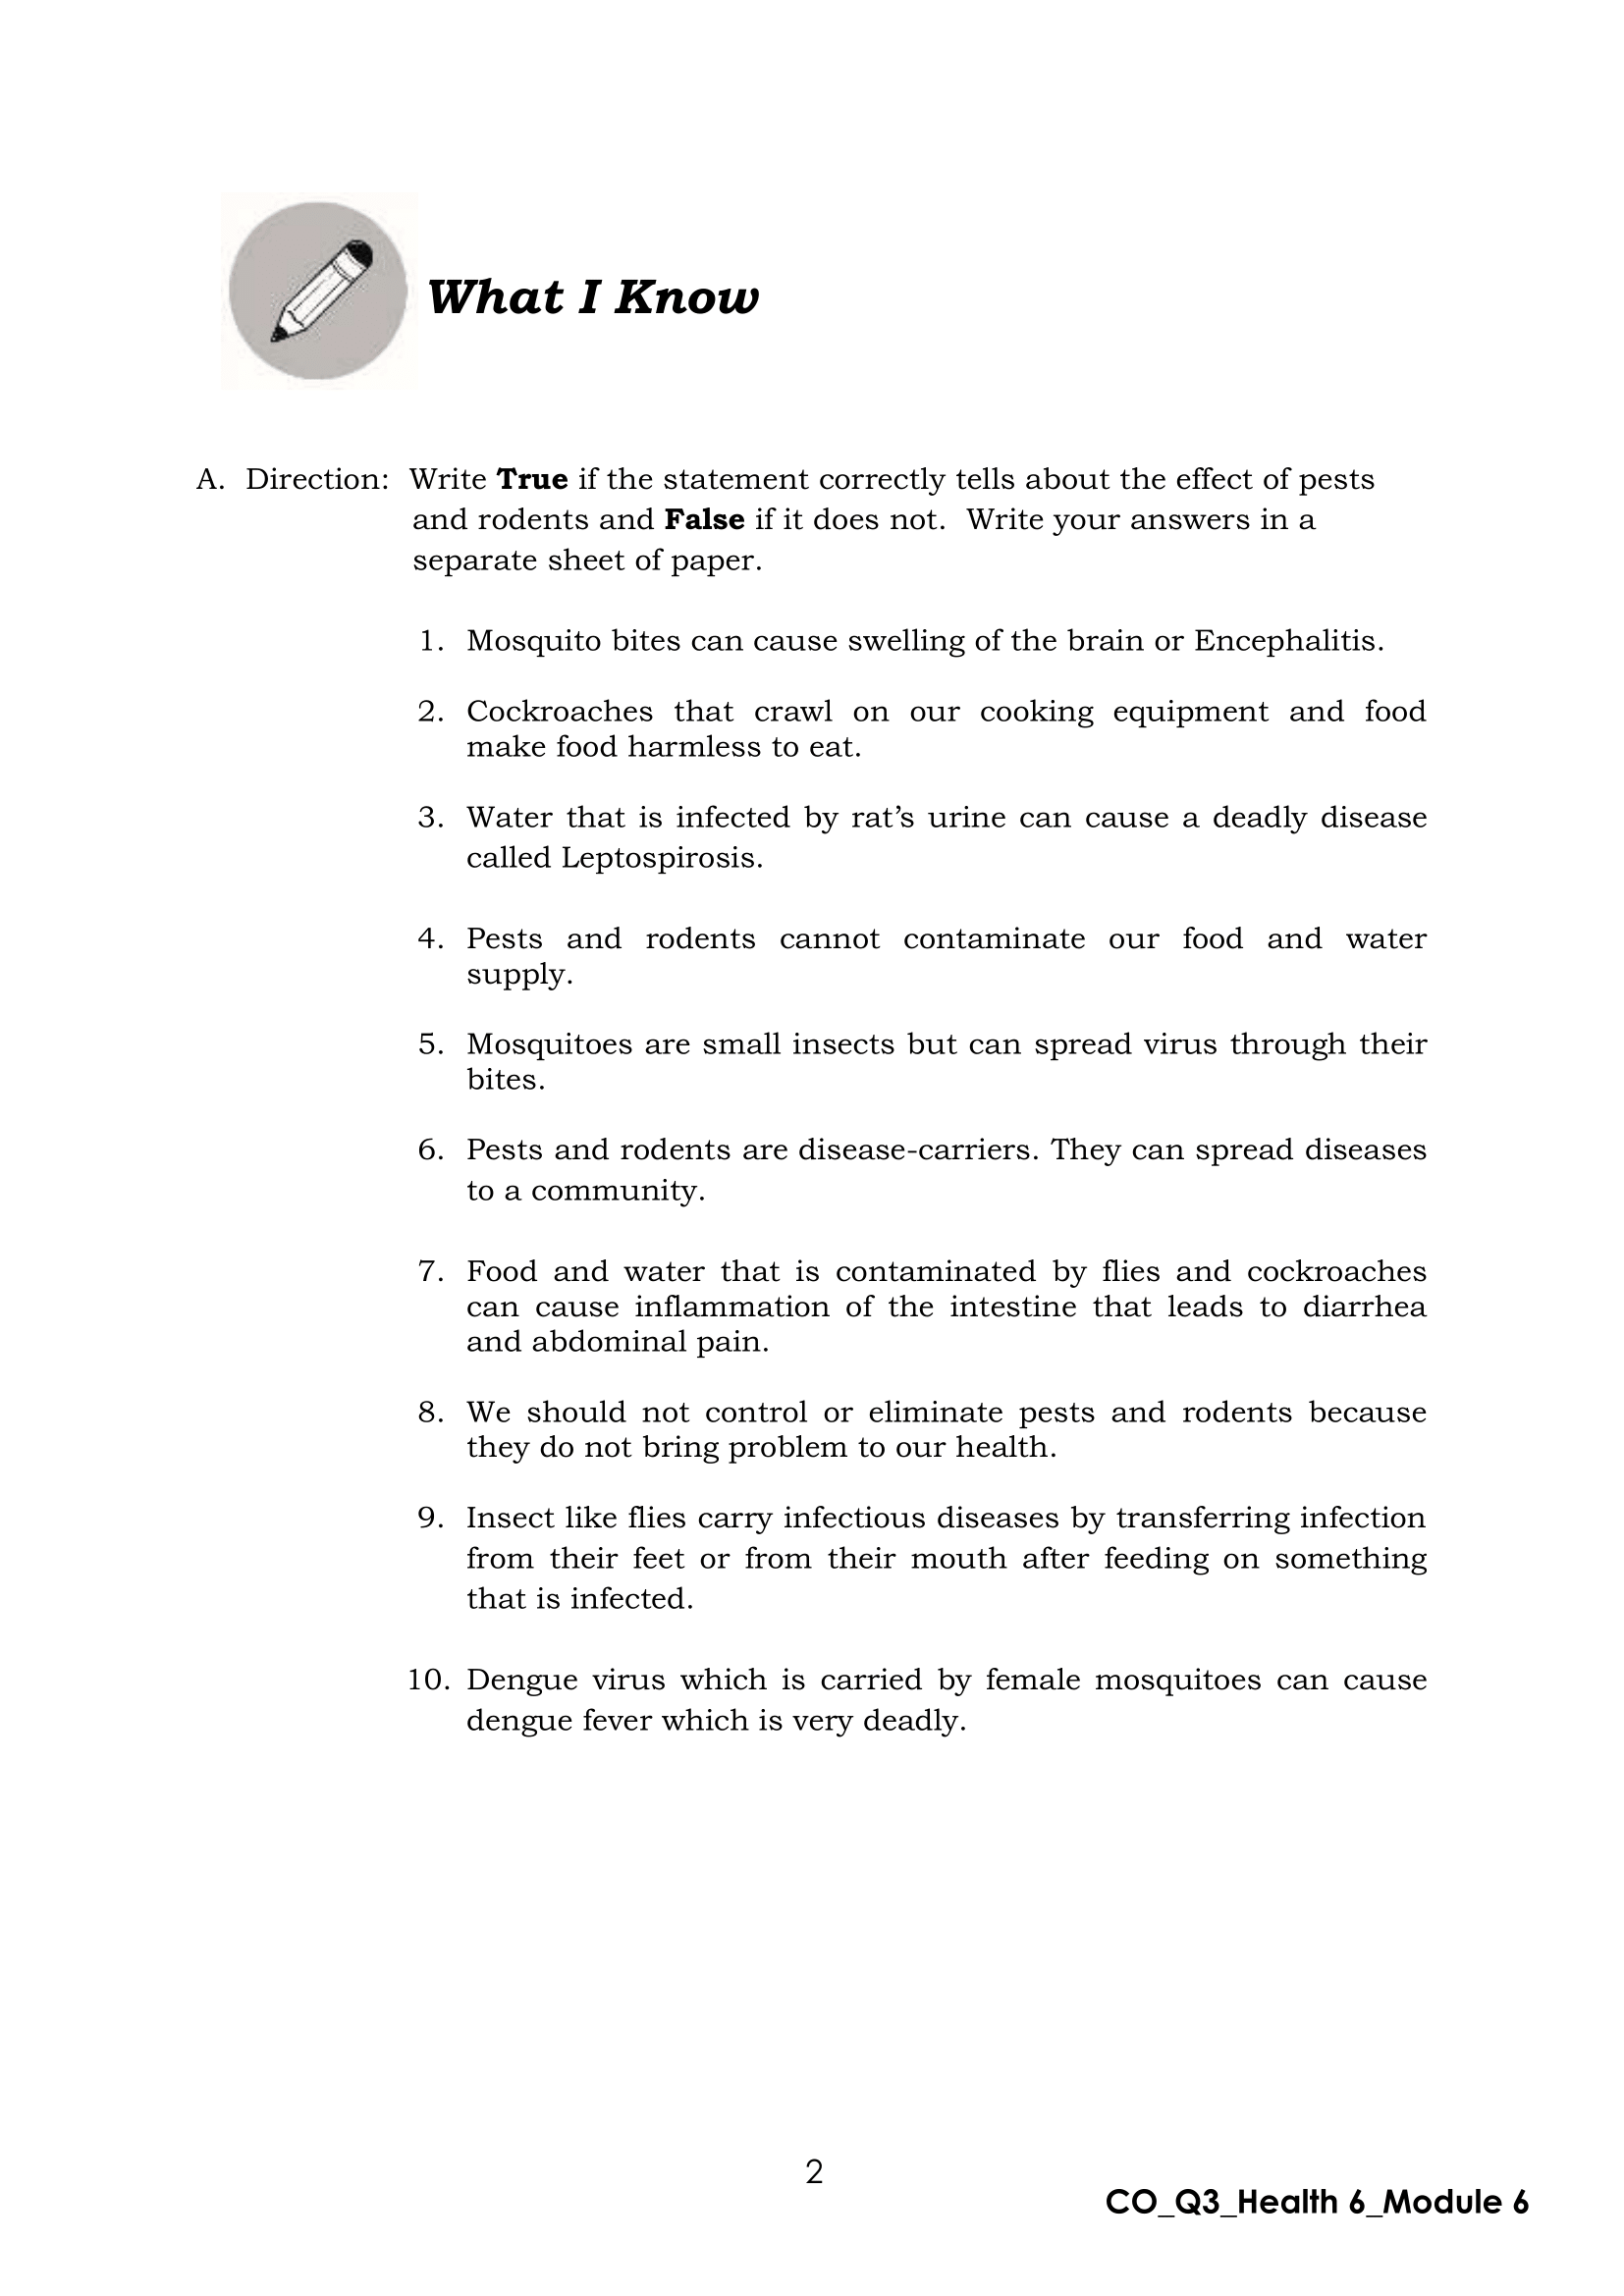 What I Know
A. Direction: Write True if the statement correctly tells about the effect of pests
and rodents and False if it does not. Write your answers in a
separate sheet of paper.
1. Mosquito bites can cause swelling of the brain or Encephalitis.
2. Cockroaches that crawl on our cooking equipment and food
make food harmless to eat.
3. Water that is infected by rat’s urine can cause a deadly disease
called Leptospirosis.
4. Pests and rodents cannot contaminate our food and water
supply.
5. Mosquitoes are small insects but can spread virus through their
bites.
6. Pests and rodents are disease-carriers. They can spread diseases
to a community.
7. Food and water that is contaminated by flies and cockroaches
can cause inflammation of the intestine that leads to diarrhea
and abdominal pain.
8. We should not control or eliminate pests and rodents because
they do not bring problem to our health.
9. Insect like flies carry infectious diseases by transferring infection
from their feet or from their mouth after feeding on something
that is infected.
10. Dengue virus which is carried by female mosquitoes can cause
dengue fever which is very deadly.
2
CO_Q3_Health 6_Module 6